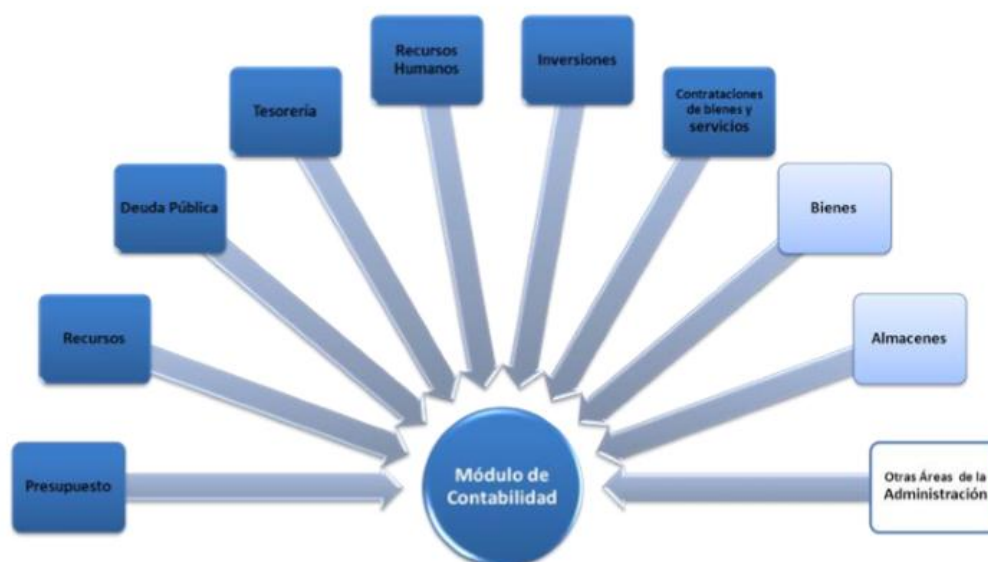 Recursos
Humanos
Inversiones
Tesorería
Contrataciones
de bienes y
servicios
Deuda Pública
Bienes
Recursos
Almacenes
Presupuesto
Módulo de
Contabilidad
Otras Áreas de la
Administración